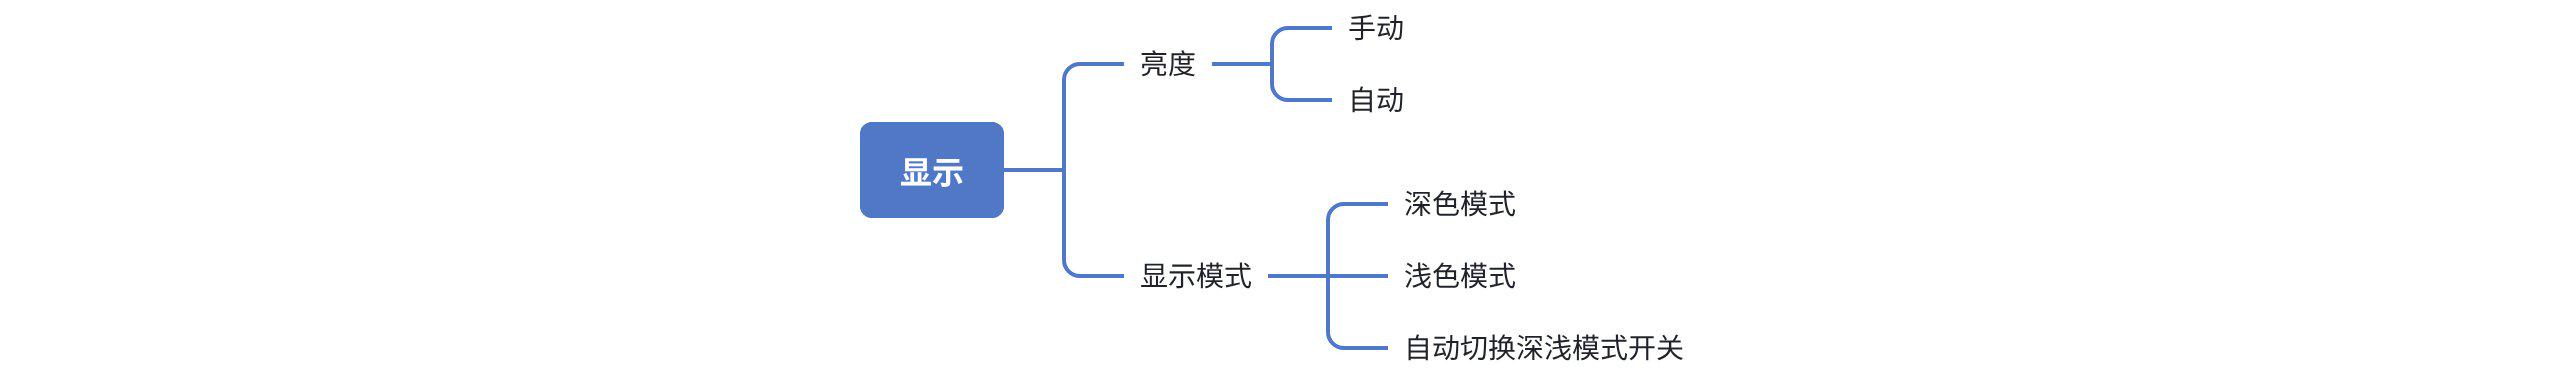 显示
亮度
手动
自动
显示模式
深色模式
浅色模式
自动切换深浅模式开关